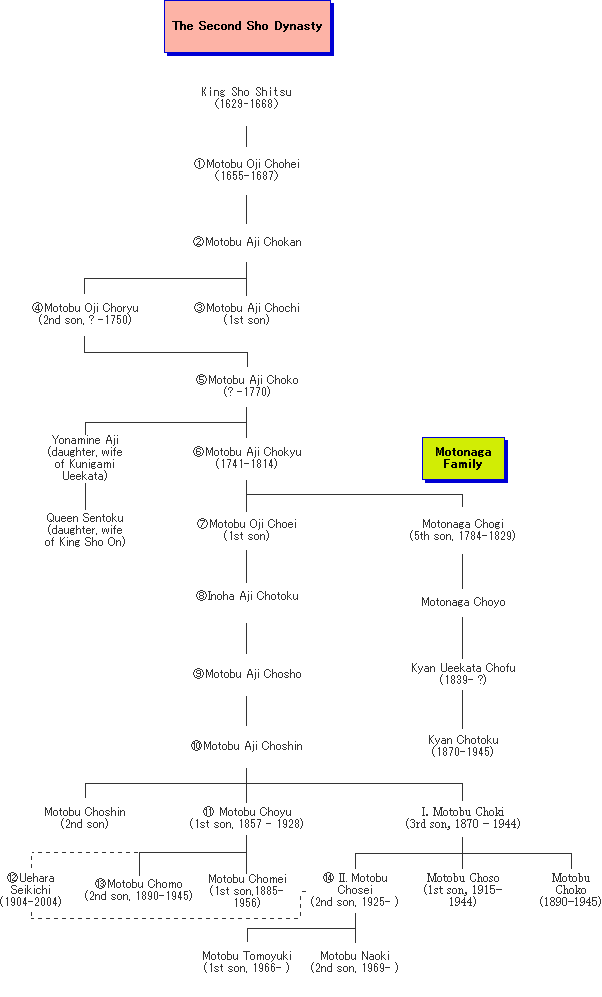 The Second Sho Dynasty
King Sho Shitsu
(1629-1668)
①Motobu Oji Chohei
(1655-1687)
②Motobu Aji Chokan
④Motobu Oji Choryu
(2nd son, ? -1750)
③Motobu Aji Chochi
(1st son)
⑤Motobu Aji Choko
(? -1770)
Yonamine Aji
(daughter, wife
of Kunigami
Ueekata)
⑥Motobu Aji Chokyu
(1741-1814)
Motonaga
Family
Queen Sentoku
(daughter, wife
of King Sho On)
⑦Motobu Oji Choei
(1st son)
Motonaga Chogi
(5th son, 1784-1829)
⑧Inoha Aji Chotoku
Motonaga Choyo
⑨Motobu Aji Chosho
Kyan Ueekata Chofu
(1839- ?)
⑩Motobu Aji Choshin
Kyan Chotoku
(1870-1945)
Motobu Choshin
(2nd son)
⑪ Motobu Choyu
(1st son, 1857 - 1928)
I. Motobu Choki
(3rd son, 1870 - 1944)
⑫Uehara
Seikichi
(1904-2004)
⑬Motobu Chomo
(2nd son, 1890-1945)
Motobu Chomei
(1st son,1885-
1956)
⑭ II. Motobu
Chosei
(2nd son, 1925- )
Motobu Choso
(1st son, 1915-
1944)
Motobu
Choko
(1890-1945)
Motobu Tomoyuki
(1st son, 1966- )
Motobu Naoki
(2nd son, 1969- )